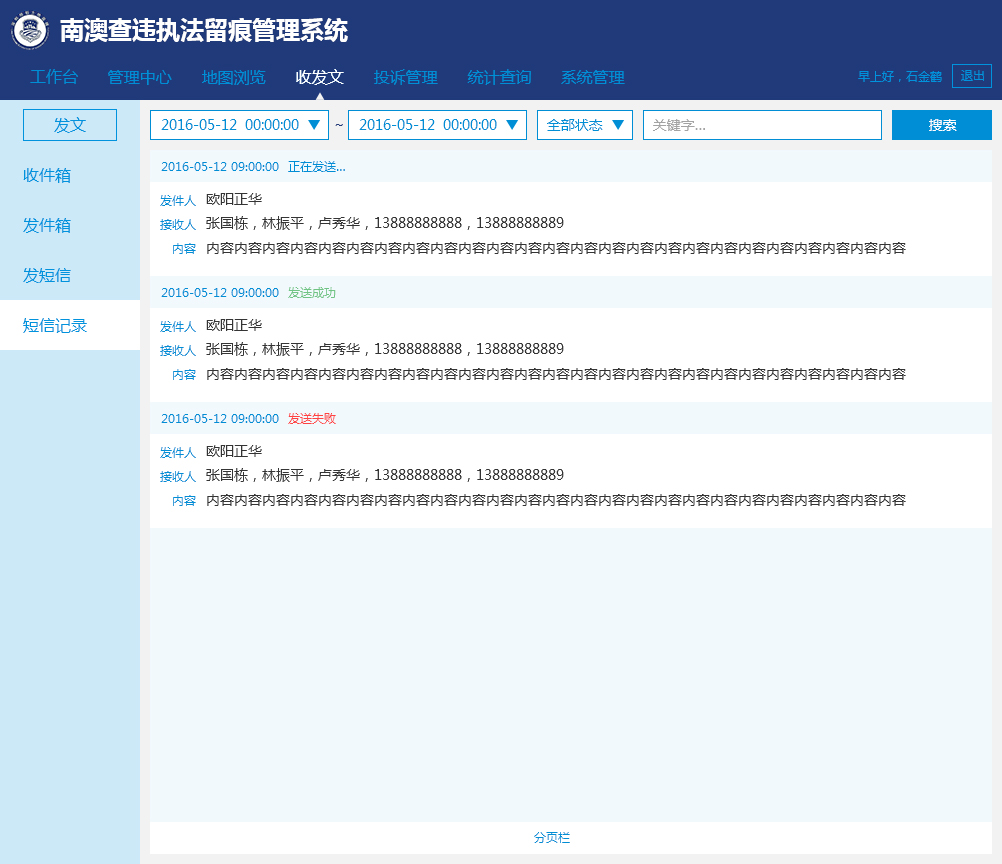 南澳查违执法留痕管理系统
工作台 管理中心 地图浏览 收发文 投诉管理 统计查询 系统管理 早上好，石金鹤 退出
发文
收件箱
发件箱
发短信
短信记录
2016-05-12 00:00:00 ~ 2016-05-12 00:00:00 全部状态 关键字... 搜索
2016-05-12 09:00:00 正在发送...
发件人 欧阳正华
接收人 张国栋，林振平，卢秀华，13888888888，13888888889
内容 内容内容内容内容内容内容内容内容内容内容内容内容内容内容内容内容内容内容内容内容内容内容内容内容内容
2016-05-12 09:00:00 发送成功
发件人 欧阳正华
接收人 张国栋，林振平，卢秀华，13888888888，13888888889
内容 内容内容内容内容内容内容内容内容内容内容内容内容内容内容内容内容内容内容内容内容内容内容内容内容内容
2016-05-12 09:00:00 发送失败
发件人 欧阳正华
接收人 张国栋，林振平，卢秀华，13888888888，13888888889
内容 内容内容内容内容内容内容内容内容内容内容内容内容内容内容内容内容内容内容内容内容内容内容内容内容内容
分页栏